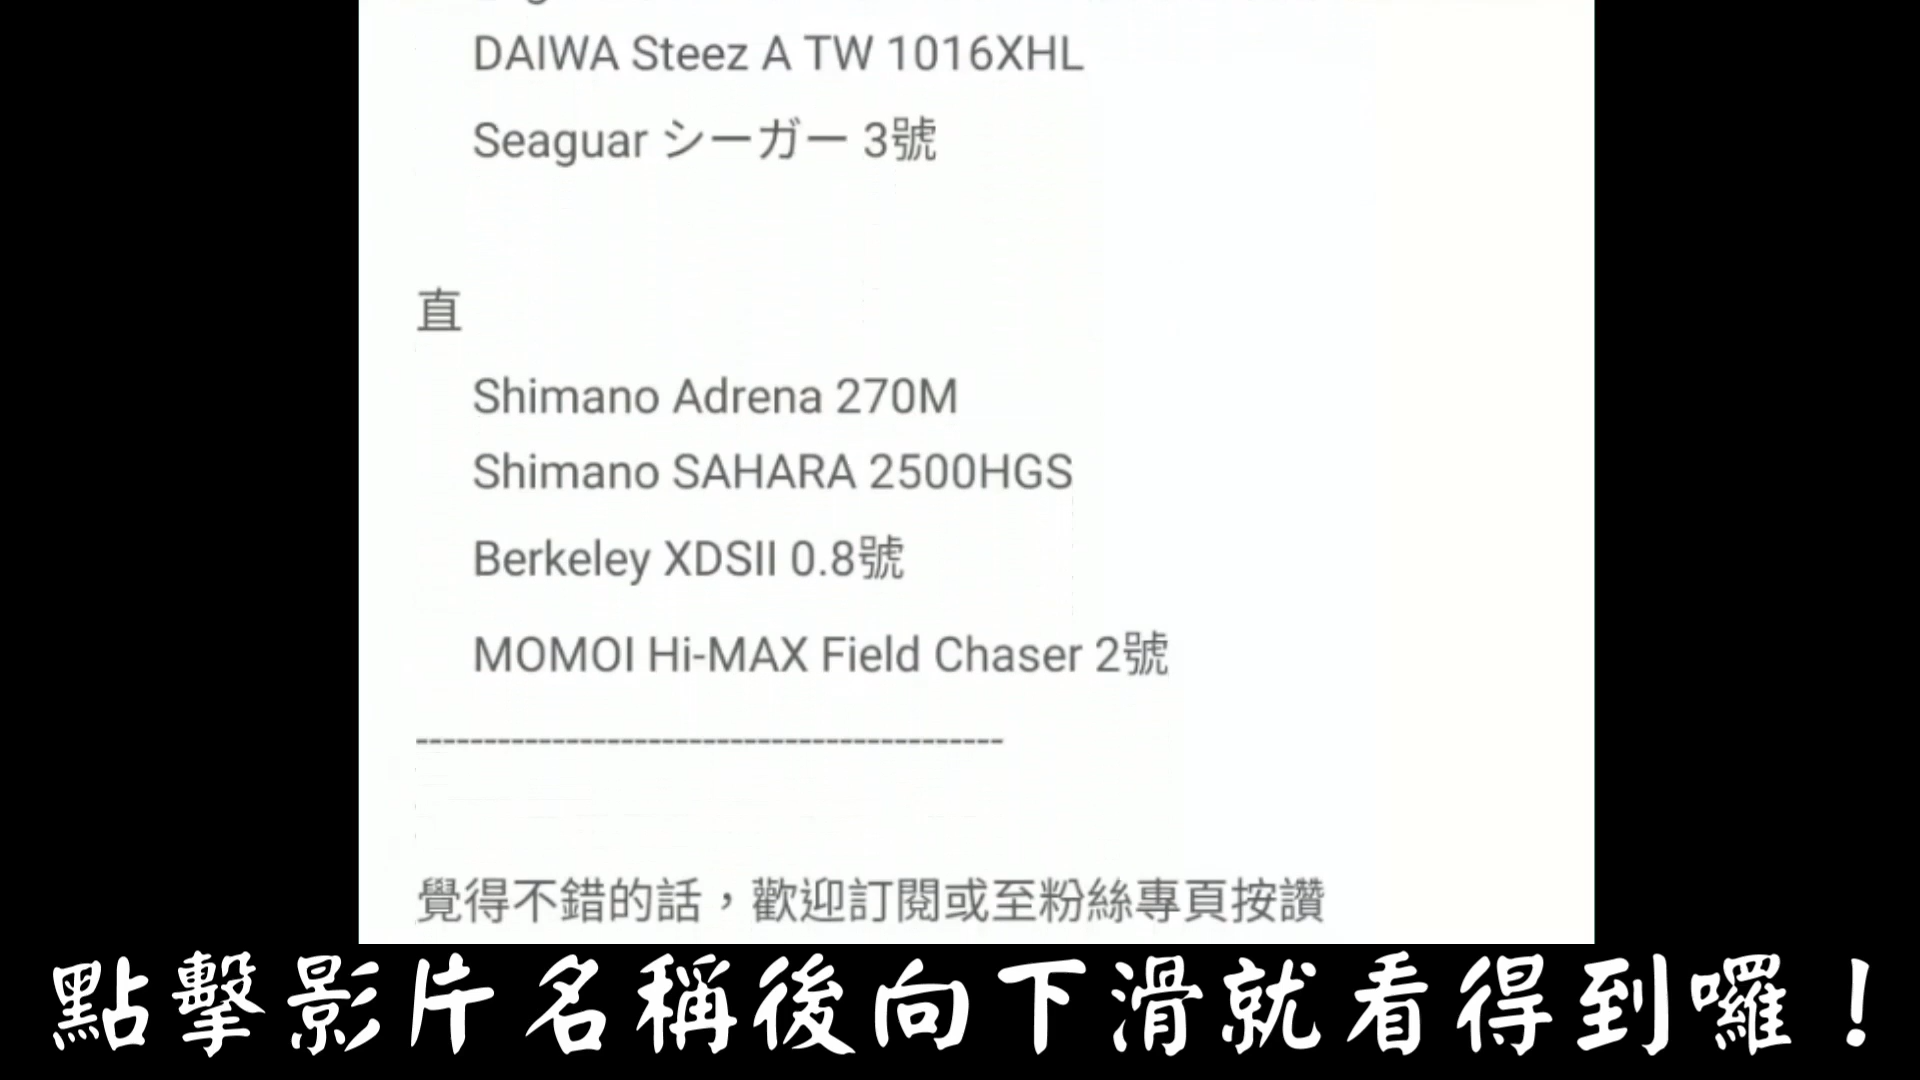 DAIWA Steez A TW 1016XHL
Seaguar シーガー 3號
直
Shimano Adrena 270M
Shimano SAHARA 2500HGS
Berkeley XDSII 0.8號
MOMOI Hi-MAX Field Chaser 2號
-------------------------------------------
覺得不錯的話，歡迎訂閱或至粉絲專頁按讚
點擊影片名稱後向下滑就看得到囉！